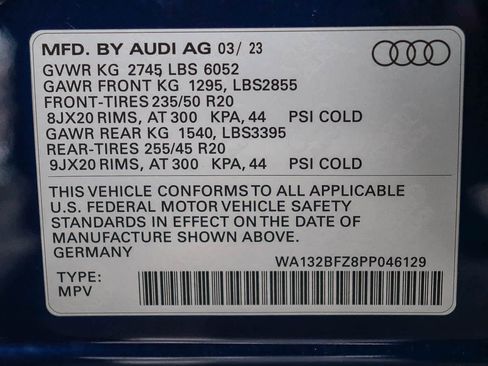 MFD. BY AUDI AG 03/ 23
GVWR KG 2745, LBS 6052
GAWR FRONT KG 1295, LBS2855
FRONT-TIRES 235/50 R20
8JX20 RIMS, AT 300 KPA, 44 PSI COLD
GAWR REAR KG 1540, LBS3395
REAR-TIRES 255/45 R20
9JX20 RIMS, AT 300 KPA, 44 PSI COLD
THIS VEHICLE CONFORMS TO ALL APPLICABLE
U.S. FEDERAL MOTOR VEHICLE SAFETY
STANDARDS IN EFFECT ON THE DATE OF
MANUFACTURE SHOWN ABOVE.
GERMANY
WA132BFZ8PP046129
TYPE:
MPV